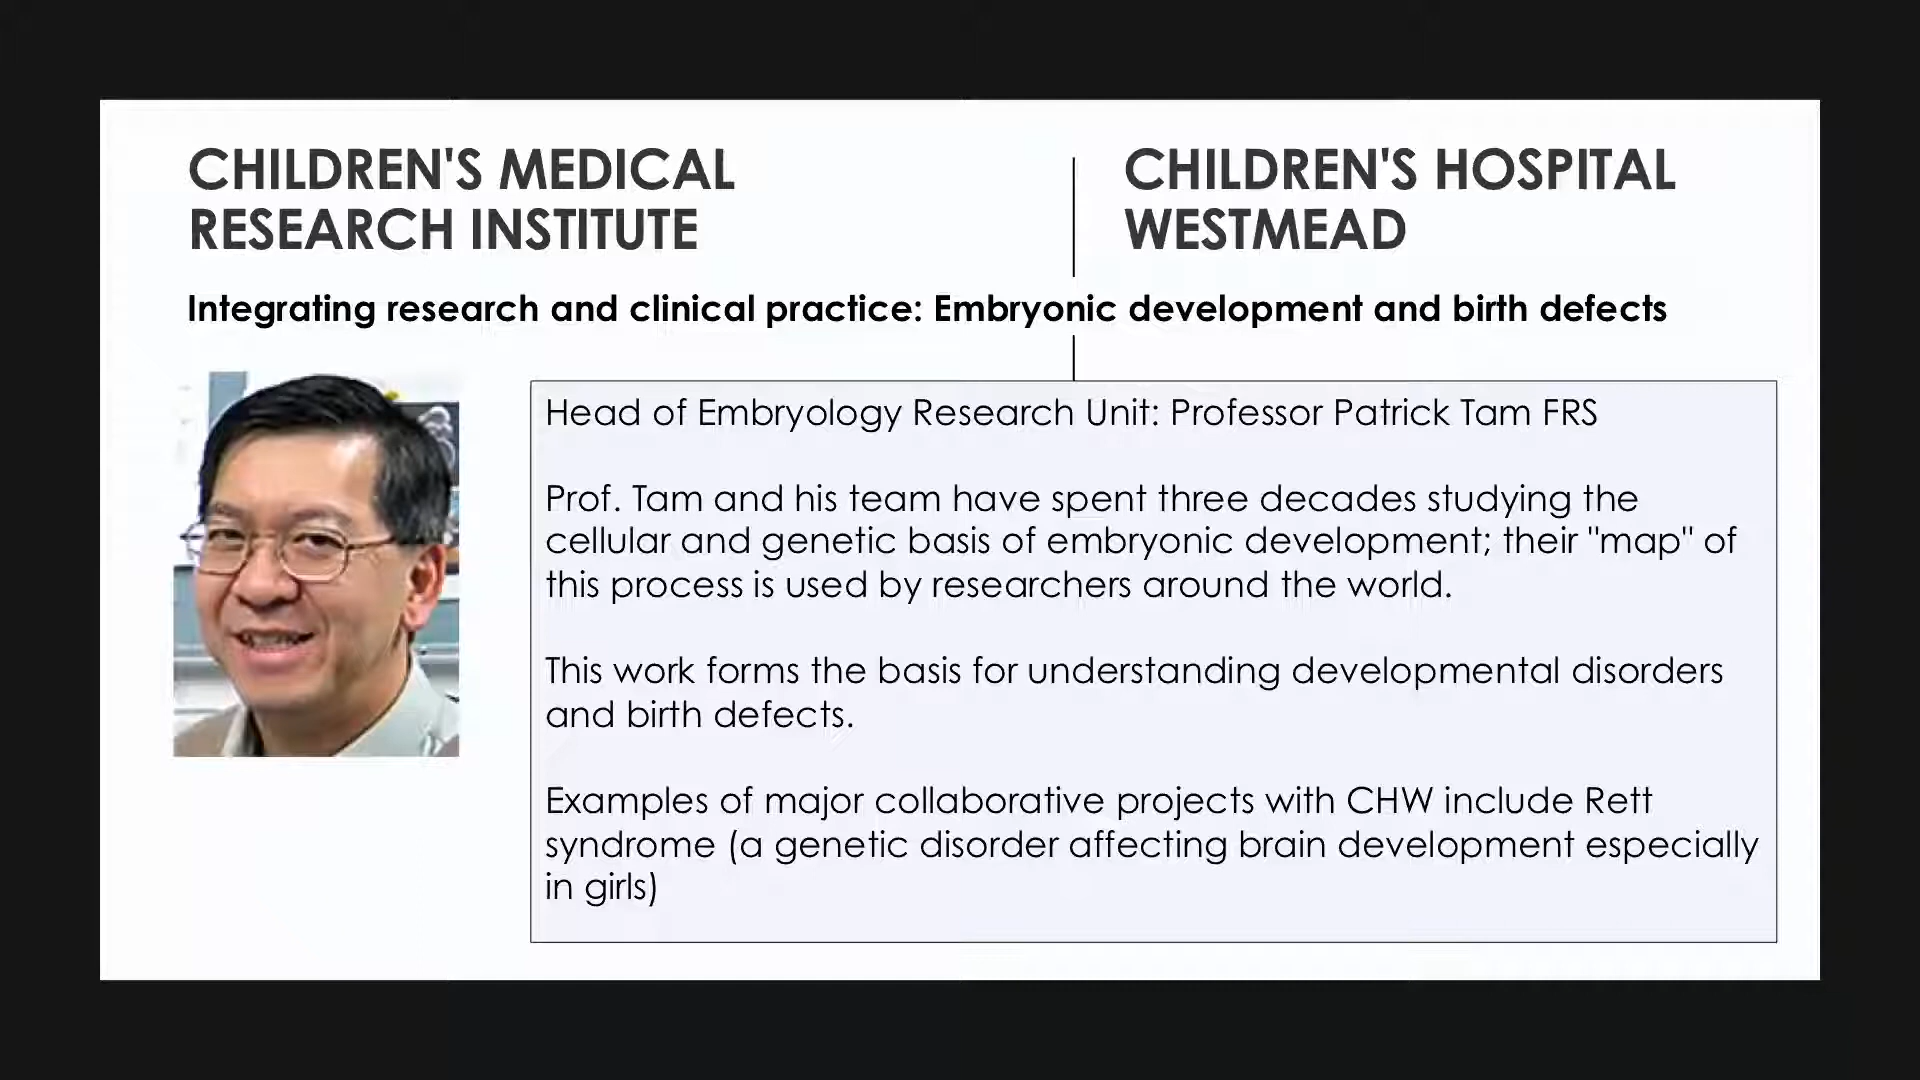 CHILDREN'S MEDICAL
RESEARCH INSTITUTE
CHILDREN'S HOSPITAL
WESTMEAD
Integrating research and clinical practice: Embryonic development and birth defects
Head of Embryology Research Unit: Professor Patrick Tam FRS
Prof. Tam and his team have spent three decades studying the
cellular and genetic basis of embryonic development; their "map" of
this process is used by researchers around the world.
This work forms the basis for understanding developmental disorders
and birth defects.
Examples of major collaborative projects with CHW include Rett
syndrome (a genetic disorder affecting brain development especially
in girls)